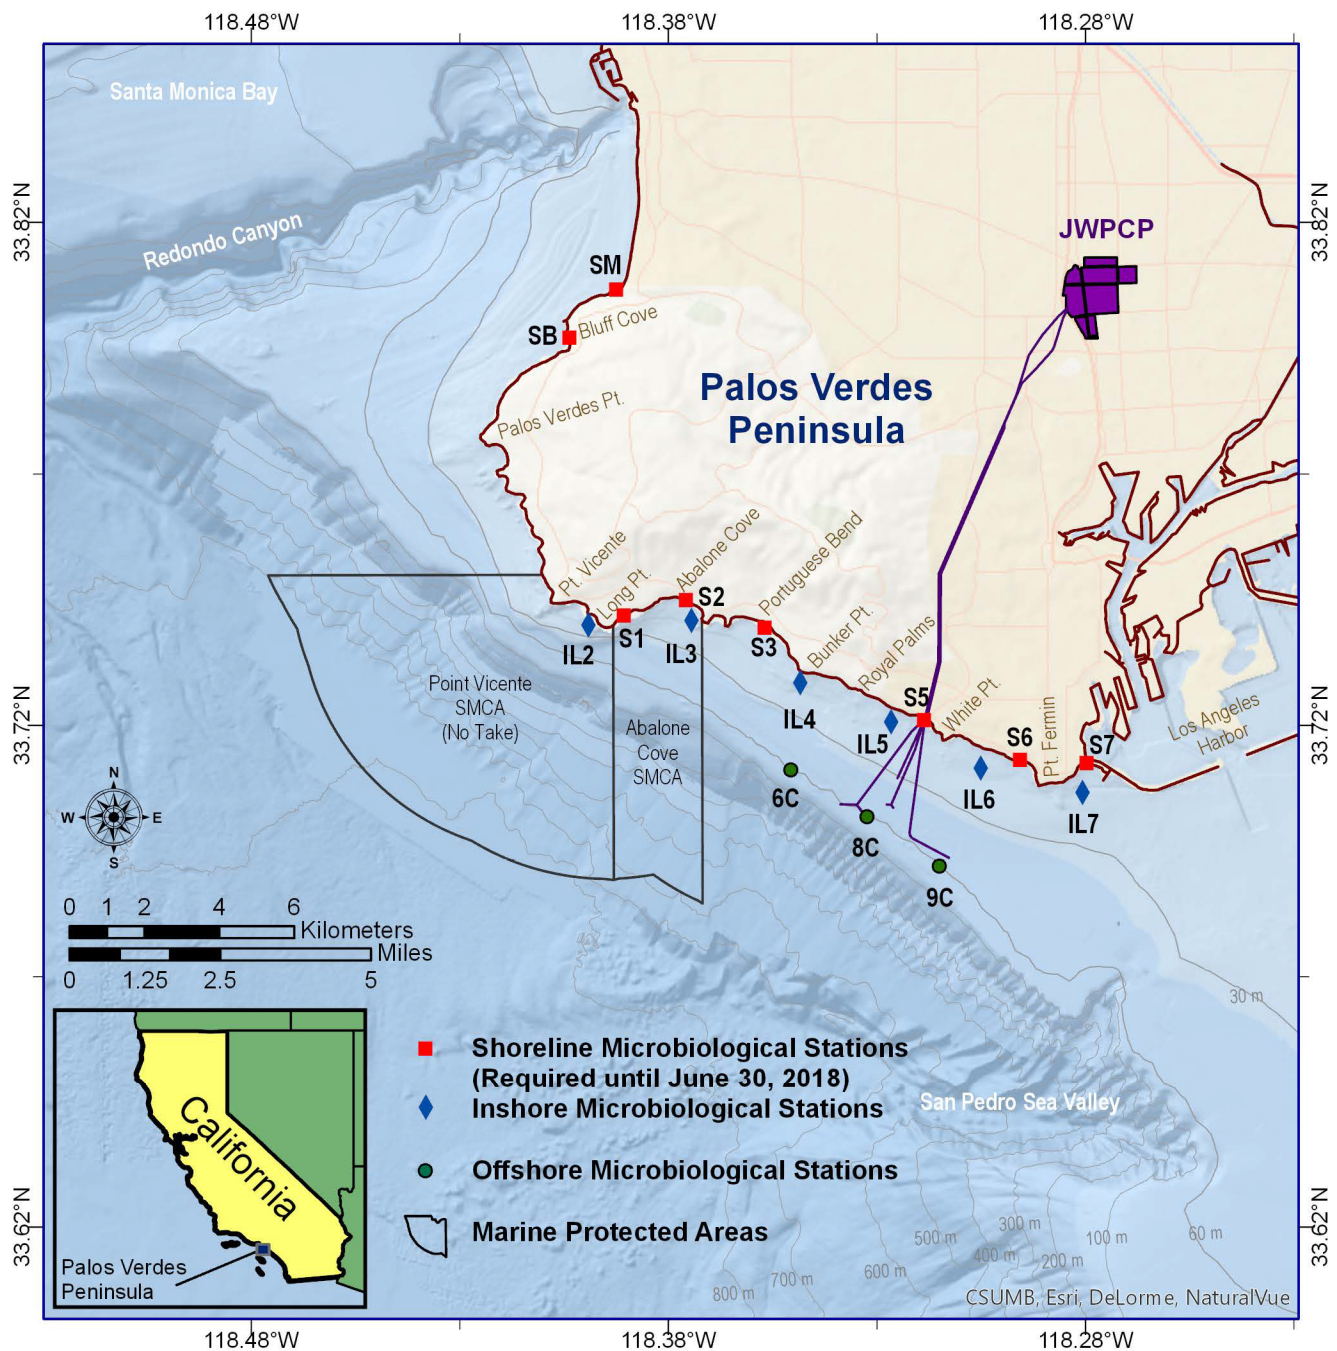 118.48°W
118.38°W
118.28°W
Santa Monica Bay
33.82°N
33.82°N
Redondo Canyon
JWPCP
SM
SB
Bluff Cove
Palos Verdes
Peninsula
Palos Verdes Pt.
Pt. Vicente
Long Pt.
Abalone Cove
Portuguese Bend
Bunker Pt.
Royal Palms
White Pt.
Pt. Fermin
Los Angeles
Harbor
S1
S2
S3
S5
S6
S7
IL2
IL3
IL4
IL5
IL6
IL7
33.72°N
33.72°N
Point Vicente
SMCA
(No Take)
Abalone
Cove
SMCA
6C
8C
9C
N
W
E
S
0 1 2 4 6
Kilometers
Miles
0 1.25 2.5 5
30 m
Shoreline Microbiological Stations
(Required until June 30, 2018)
Inshore Microbiological Stations
Offshore Microbiological Stations
Marine Protected Areas
San Pedro Sea Valley
California
Palos Verdes
Peninsula
33.62°N
33.62°N
800 m
700 m
600 m
500 m
400 m
300 m
200 m
100 m
60 m
CSUMB, Esri, DeLorme, NaturalVue
118.48°W
118.38°W
118.28°W